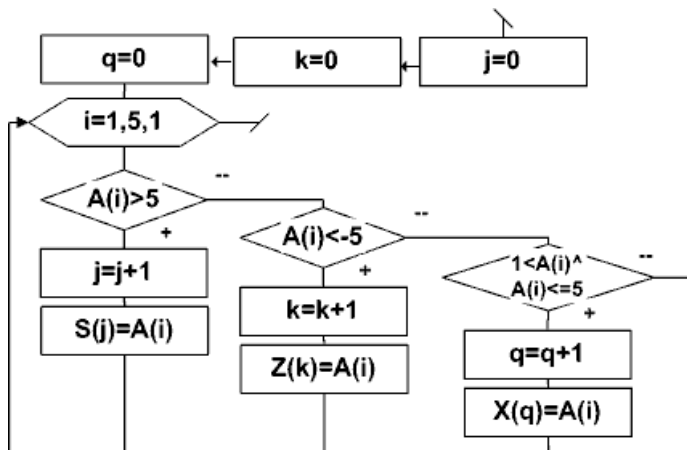 q=0
k=0
j=0
i=1,5,1
A(i)>5
--
+
A(i)<-5
--
+
1<A(i)^
A(i)<=5
--
+
j=j+1
S(j)=A(i)
k=k+1
Z(k)=A(i)
q=q+1
X(q)=A(i)